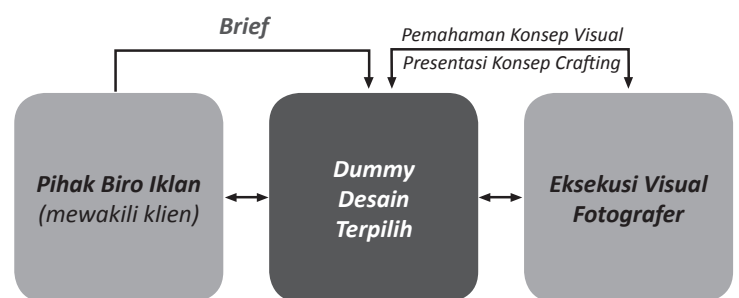 Brief
Pemahaman Konsep Visual
Presentasi Konsep Crafting
Pihak Biro Iklan
(mewakili klien)
Dummy
Desain
Terpilih
Eksekusi Visual
Fotografer